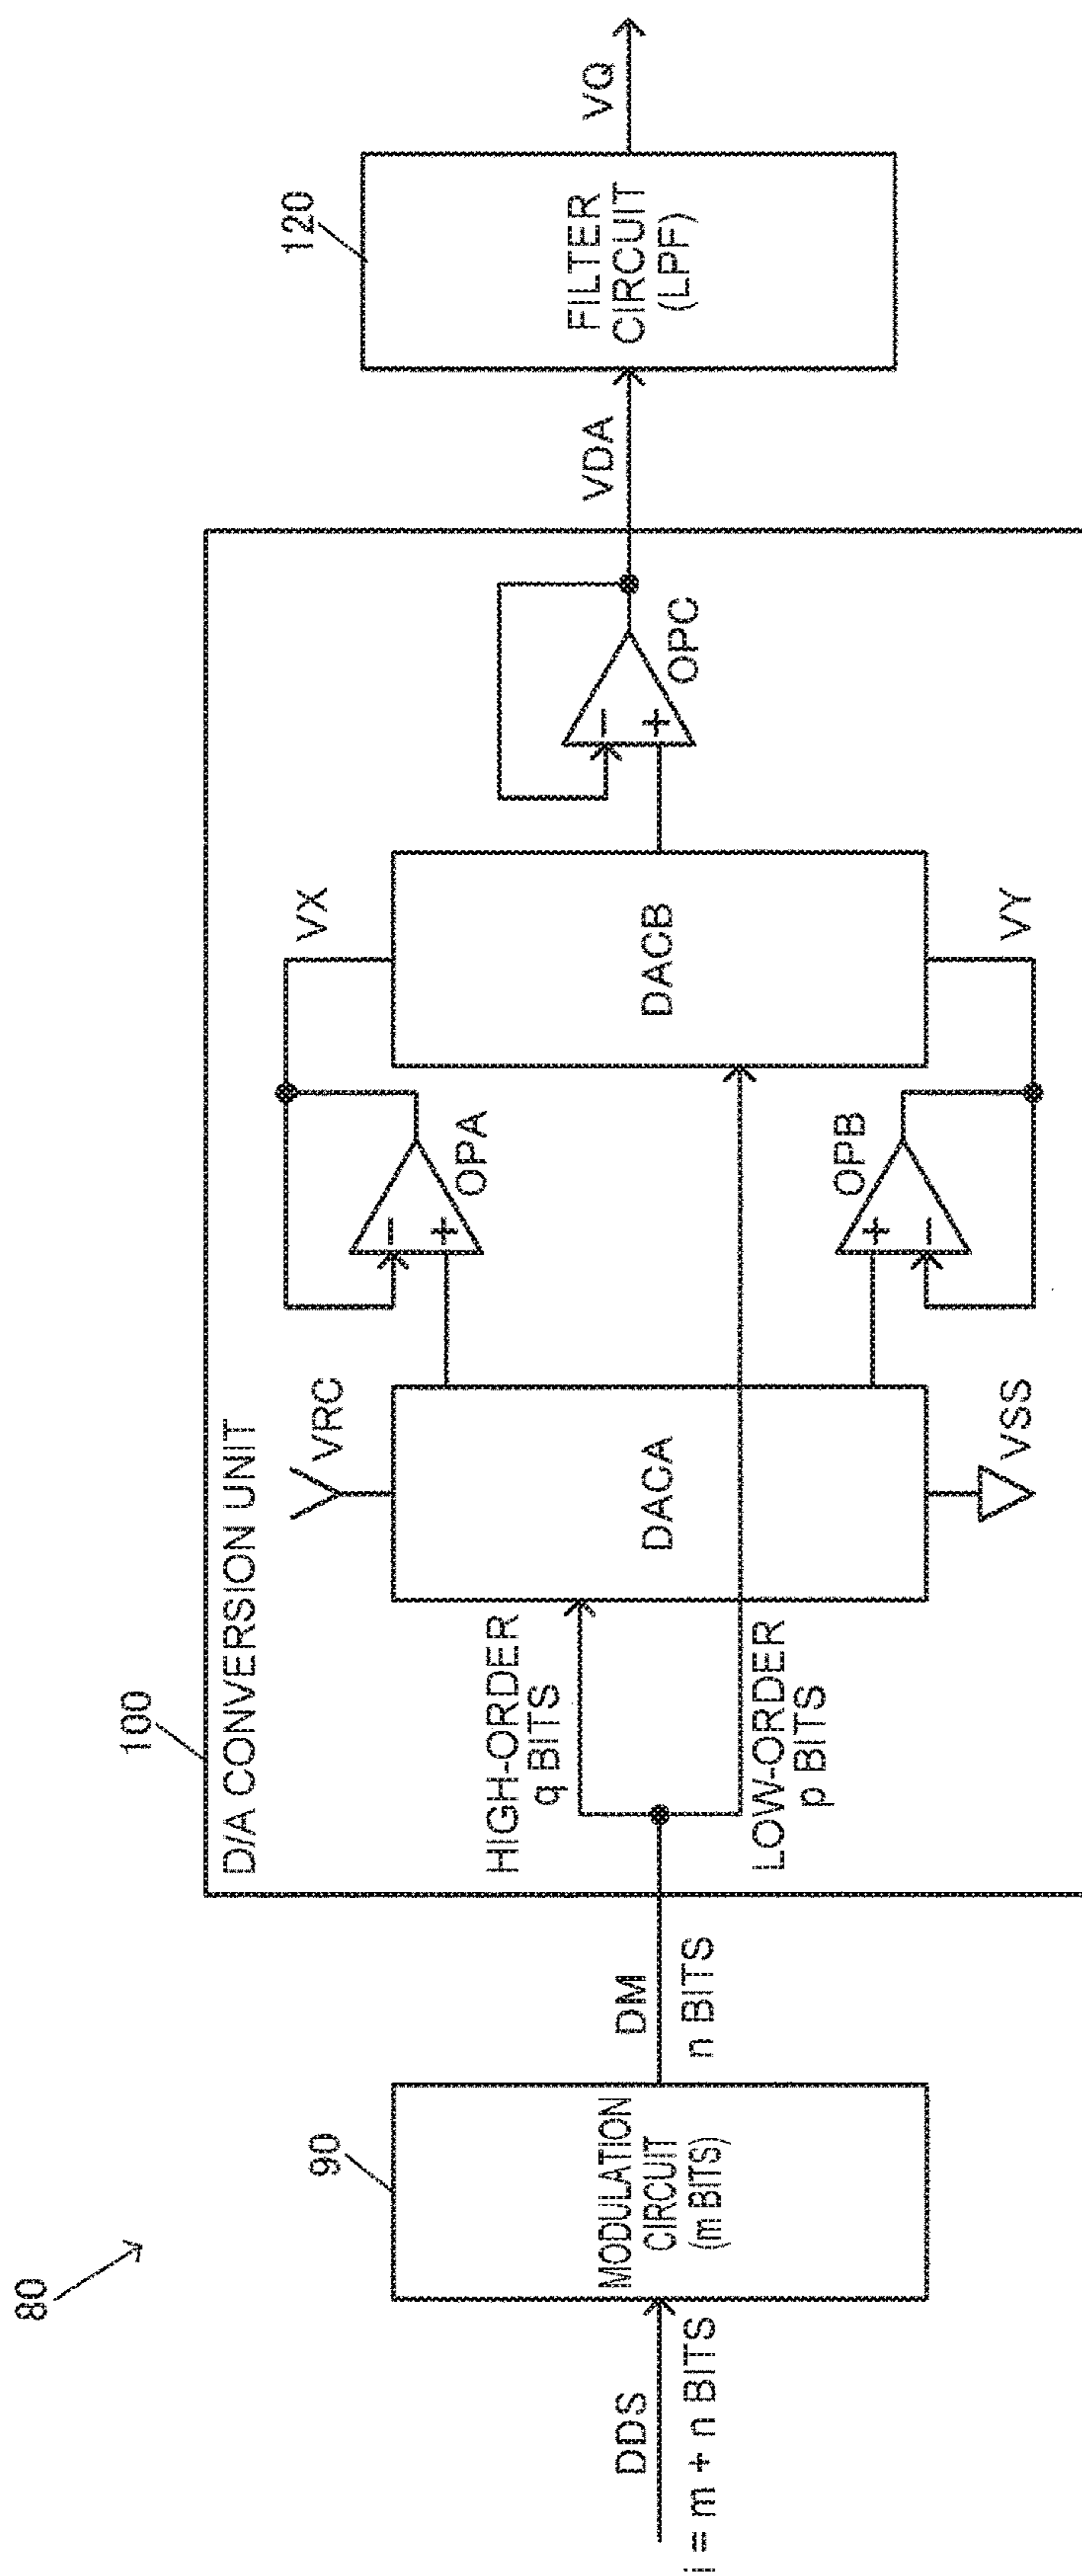 80
DDS
i = m + n BITS
90
MODULATION
CIRCUIT
(m BITS)
DM
n BITS
100
D/A CONVERSION UNIT
HIGH-ORDER
q BITS
LOW-ORDER
p BITS
VRC
DACA
VSS
-
+
OPA
+
-
OPB
VX
DACB
VY
-
+
OPC
VDA
120
FILTER
CIRCUIT
(LPF)
VQ